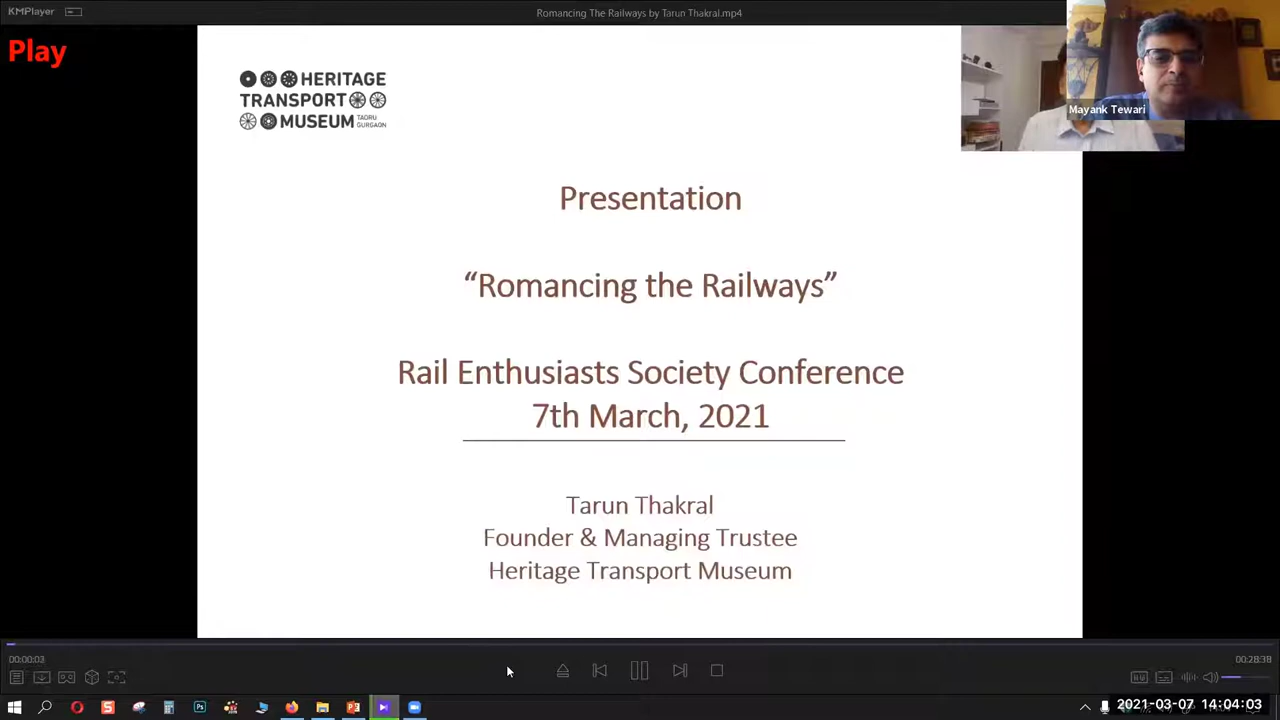 KMPlayer
Romancing The Railways by Tarun Thakral.mp4
Play
HERITAGE
TRANSPORT
MUSEUM TAORU GURGAON
Mayank Tewari
Presentation
“Romancing the Railways”
Rail Enthusiasts Society Conference
7th March, 2021
Tarun Thakral
Founder & Managing Trustee
Heritage Transport Museum
00:00:03
00:28:38
2021-03-07 14:04:03